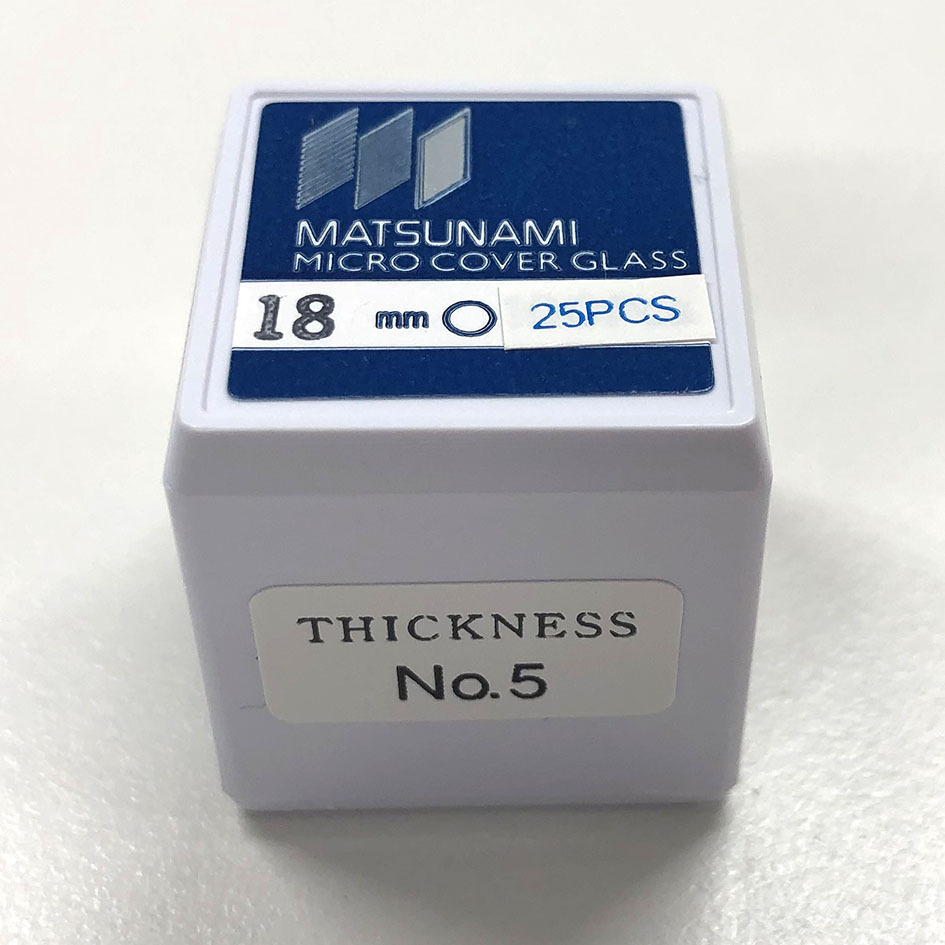 MATSUNAMI
MICRO COVER GLASS
18 mm 25PCS
THICKNESS
No.5